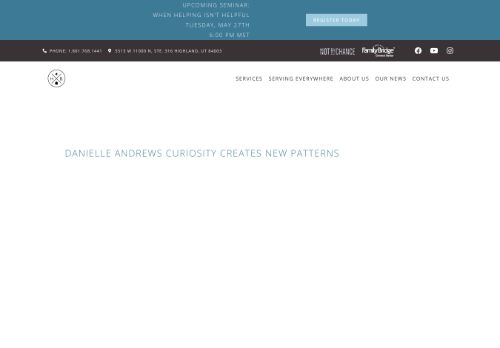 UPCOMING SEMINAR:
WHEN HELPING ISN'T HELPFUL
TUESDAY, MAY 27TH
6:00 PM MST
REGISTER TODAY
PHONE: 1.801.768.1441 5513 W 11000 N, STE. 316 HIGHLAND, UT 84003 NOT BY CHANCE FamilyBridge
SERVICES SERVING EVERYWHERE ABOUT US OUR NEWS CONTACT US
DANIELLE ANDREWS CURIOSITY CREATES NEW PATTERNS